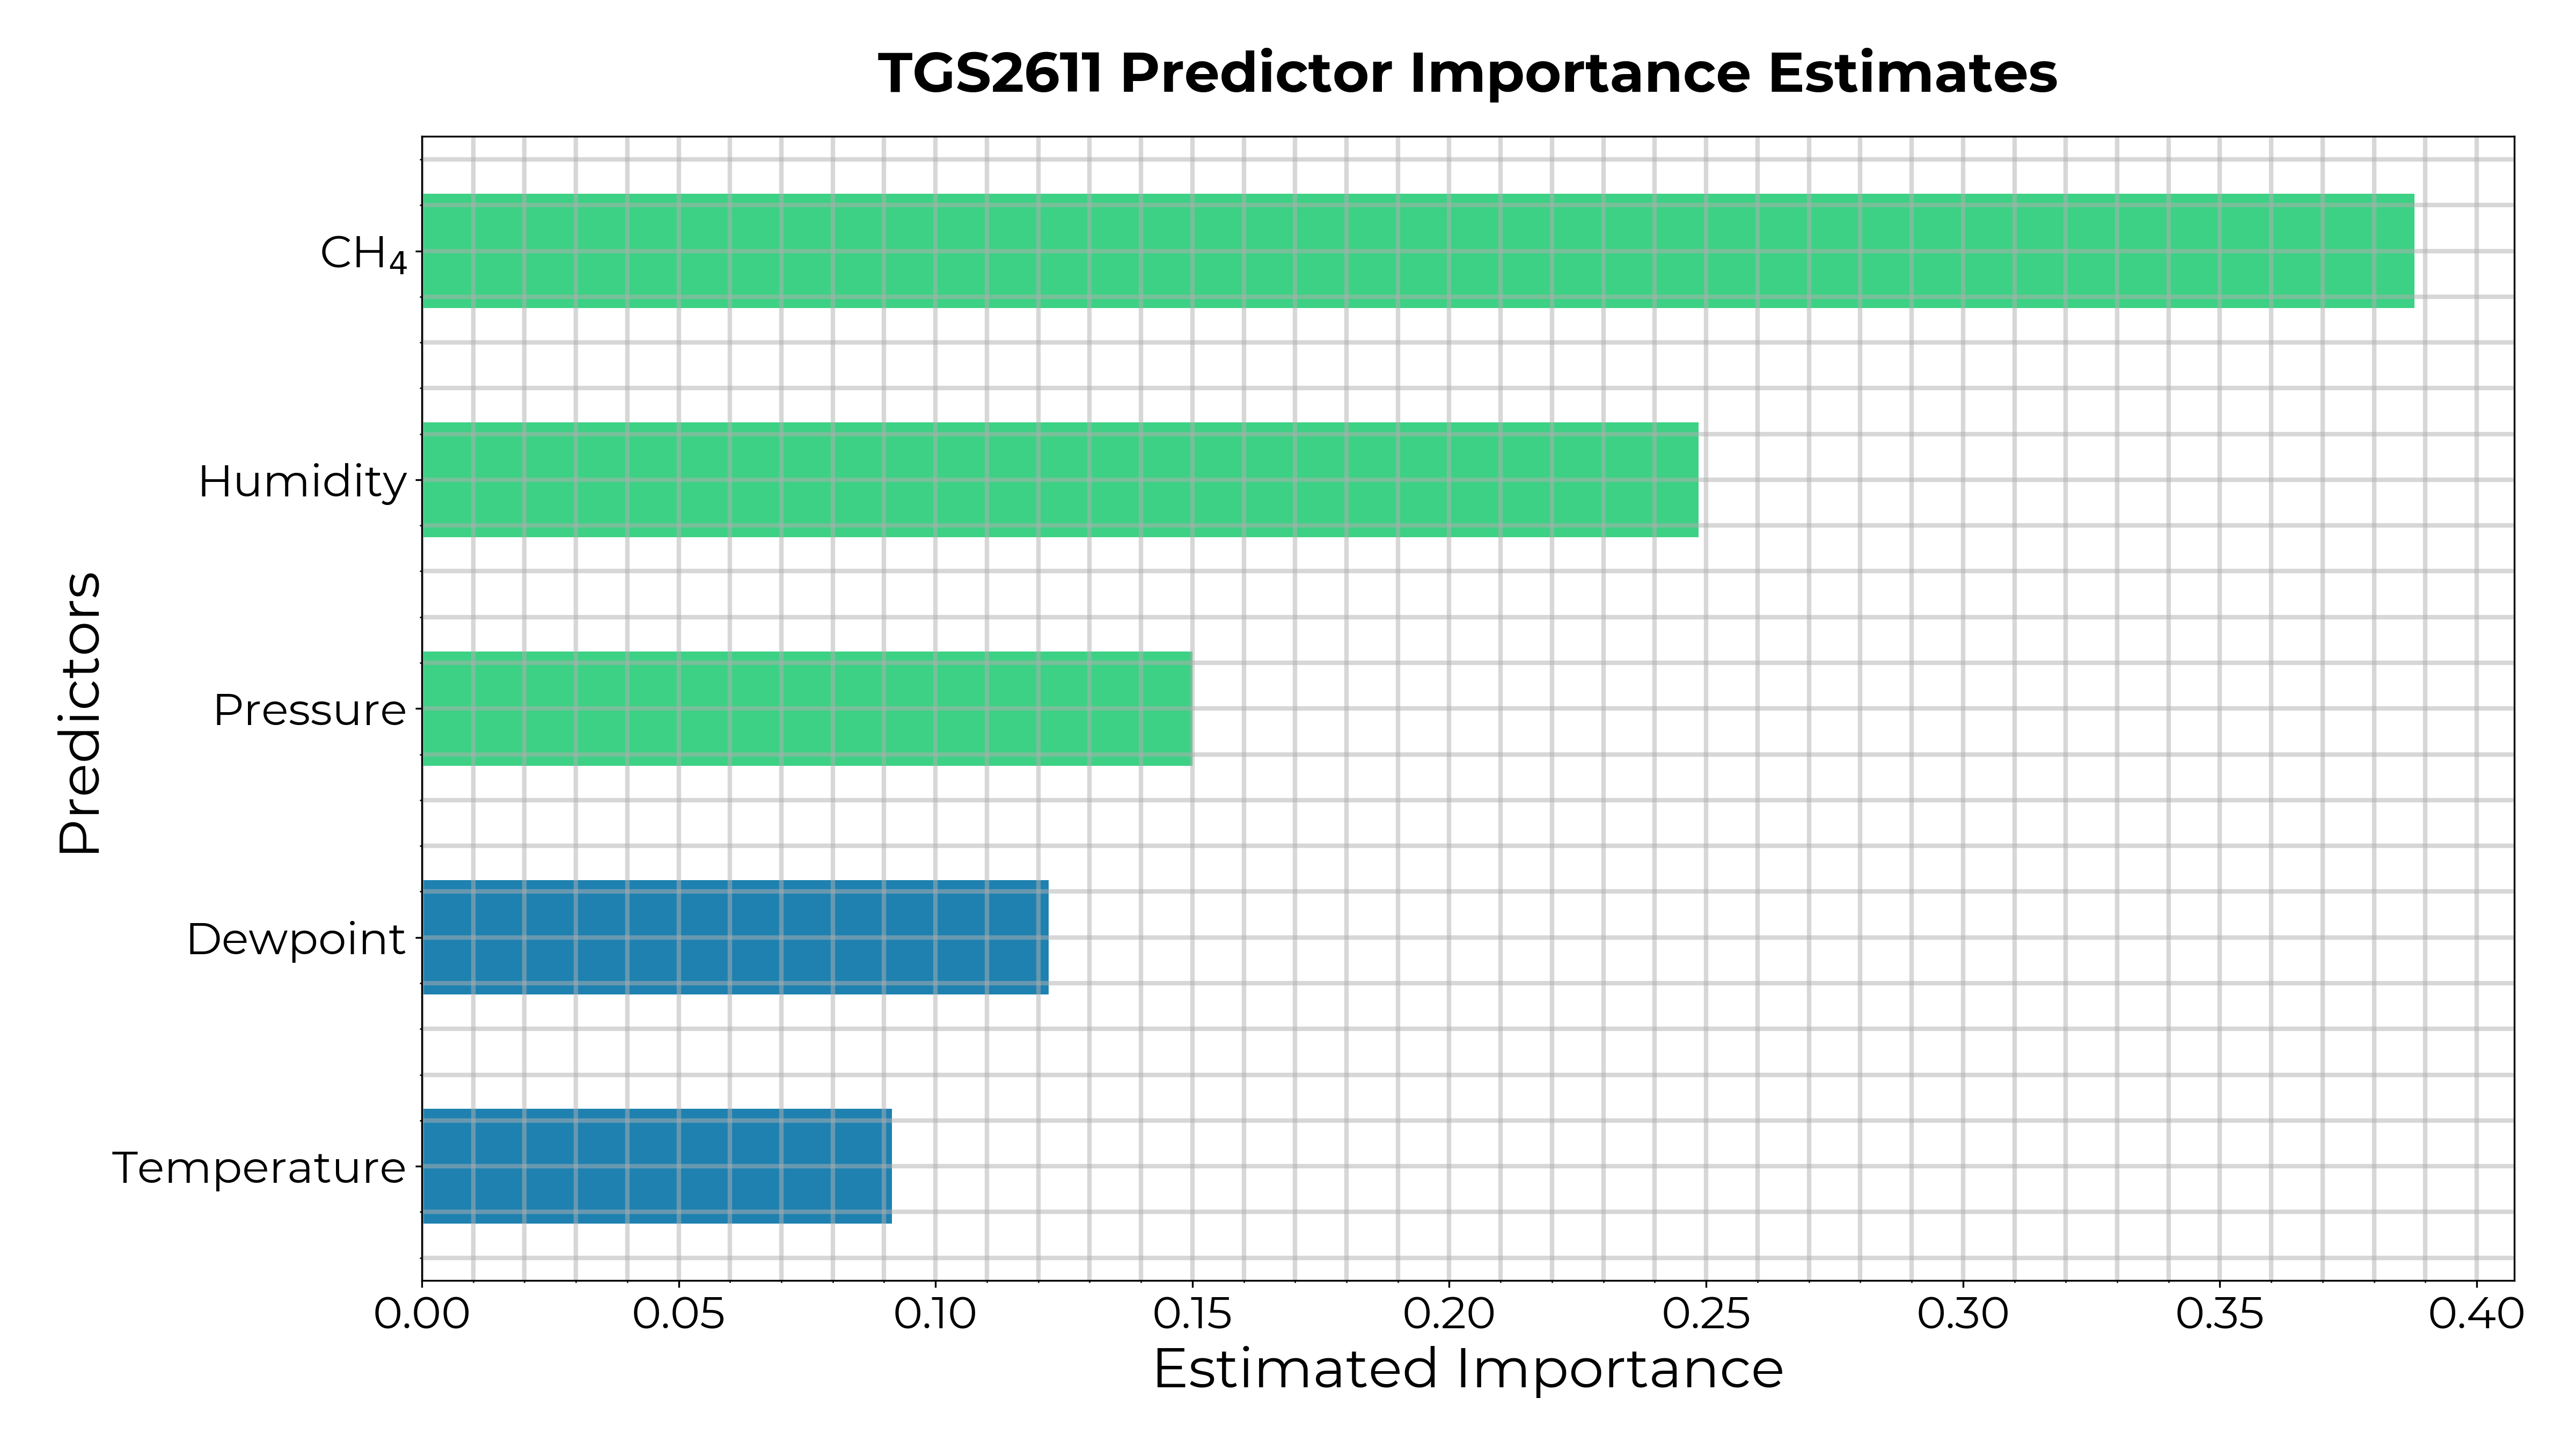 TGS2611 Predictor Importance Estimates
Predictors
CH₄
Humidity
Pressure
Dewpoint
Temperature
0.00 0.05 0.10 0.15 0.20 0.25 0.30 0.35 0.40
Estimated Importance